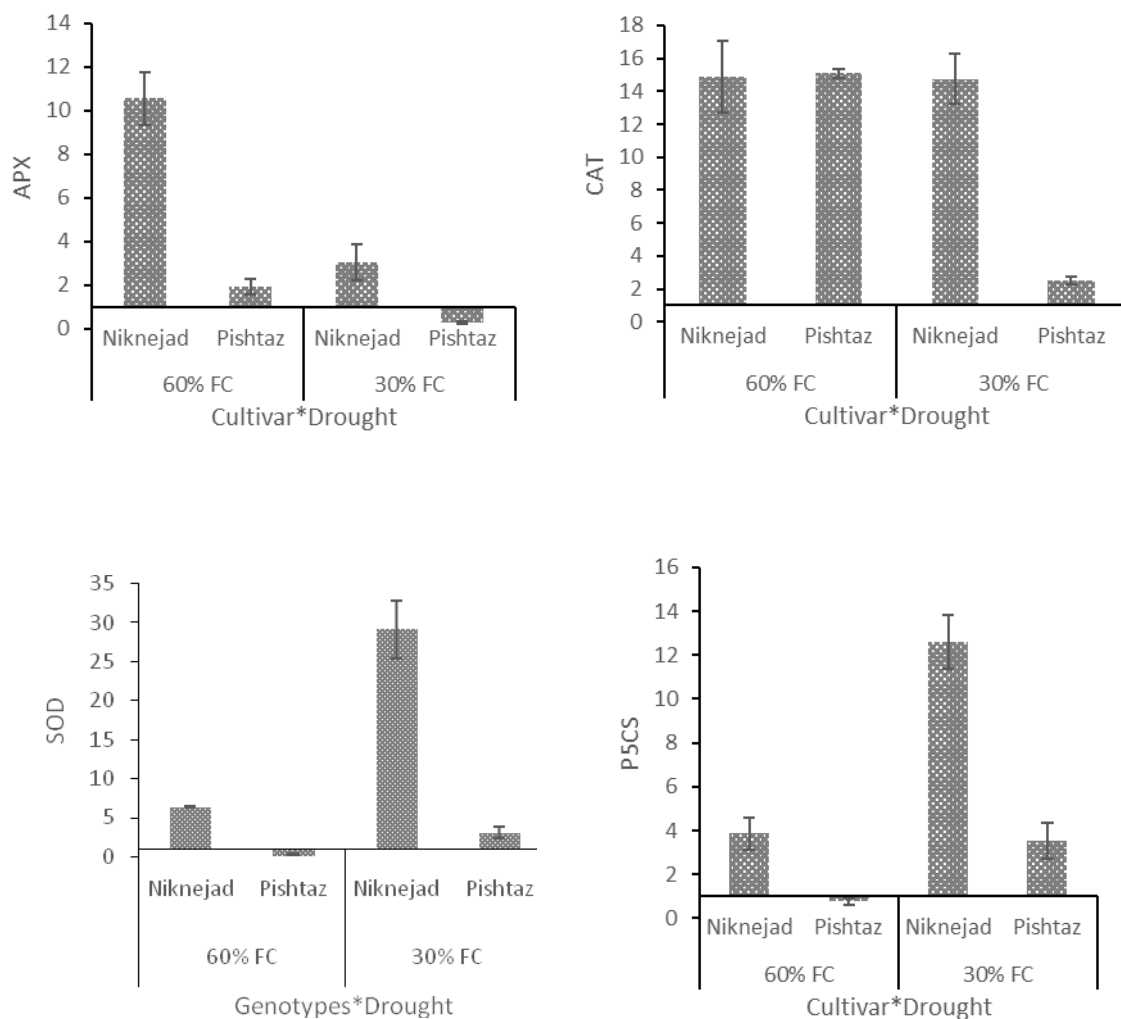 14
12
10
8
6
4
2
0
APX
Niknejad Pishtaz Niknejad Pishtaz
60% FC 30% FC
Cultivar*Drought
18
16
14
12
10
8
6
4
2
0
CAT
Niknejad Pishtaz Niknejad Pishtaz
60% FC 30% FC
Cultivar*Drought
35
30
25
20
15
10
5
0
SOD
Niknejad Pishtaz Niknejad Pishtaz
60% FC 30% FC
Genotypes*Drought
16
14
12
10
8
6
4
2
0
P5CS
Niknejad Pishtaz Niknejad Pishtaz
60% FC 30% FC
Cultivar*Drought